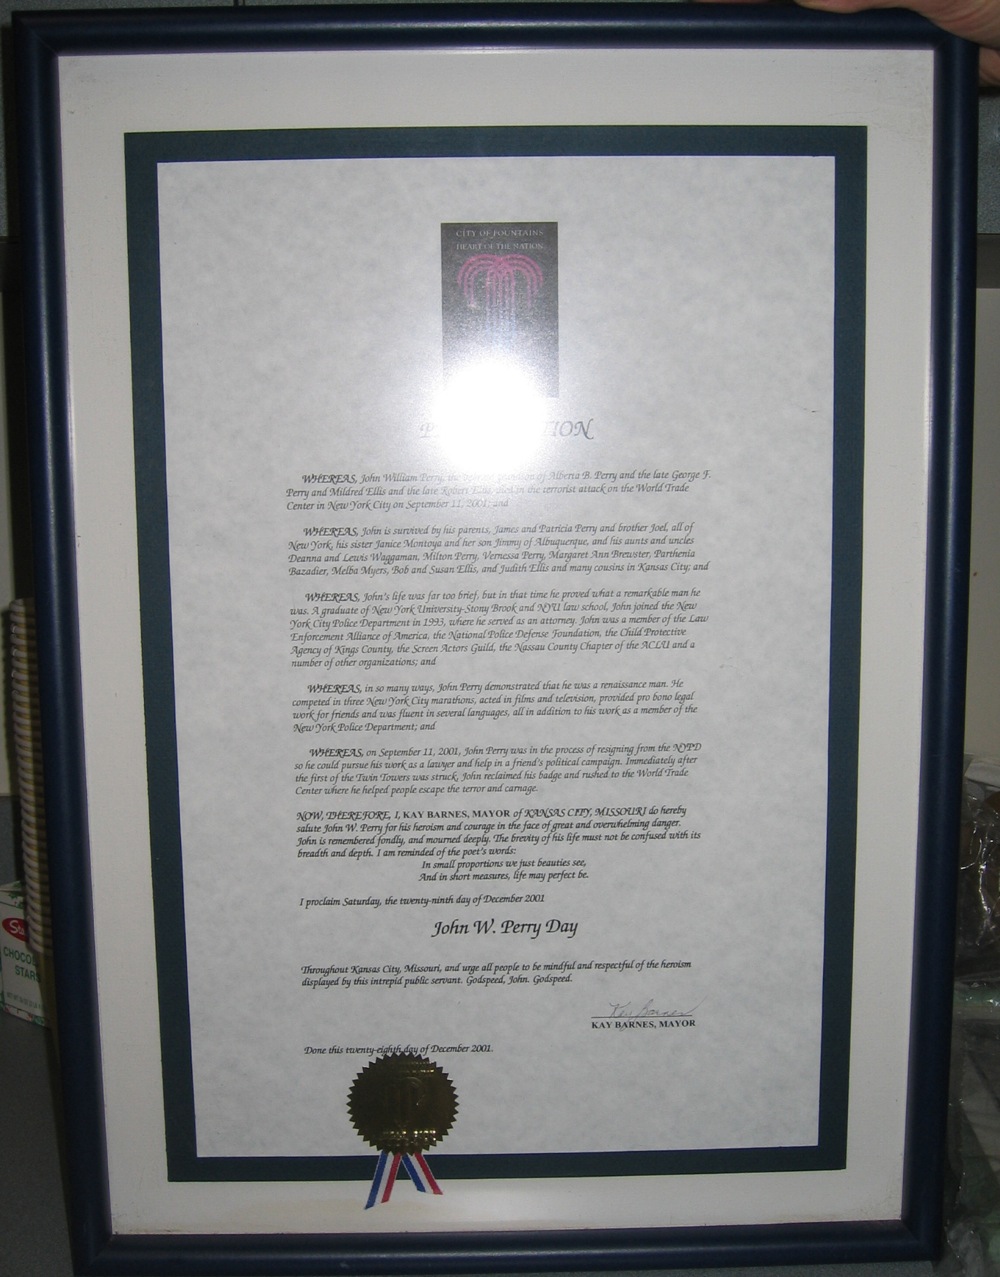 CITY OF FOUNTAINS
HEART OF THE NATION
WHEREAS, John William Perry, the of Alberta B. Perry and the late George F.
Perry and Mildred Ellis and the late Robert Ellis, died in the terrorist attack on the World Trade
Center in New York City on September 11, 2001; and
WHEREAS, John is survived by his parents, James and Patricia Perry and brother Joel, all of
New York, his sister Janice Montoya and her son Jimmy of Albuquerque, and his aunts and uncles
Deanna and Lewis Waggaman, Milton Perry, Vernessa Perry, Margaret Ann Brewster, Parthenia
Bazadier, Melba Myers, Bob and Susan Ellis, and Judith Ellis and many cousins in Kansas City; and
WHEREAS, John's life was far too brief, but in that time he proved what a remarkable man he
was. A graduate of New York University-Stony Brook and NYU law school, John joined the New
York City Police Department in 1993, where he served as an attorney. John was a member of the Law
Enforcement Alliance of America, the National Police Defense Foundation, the Child Protective
Agency of Kings County, the Screen Actors Guild, the Nassau County Chapter of the ACLU and a
number of other organizations; and
WHEREAS, in so many ways, John Perry demonstrated that he was a renaissance man. He
competed in three New York City marathons, acted in films and television, provided pro bono legal
work for friends and was fluent in several languages, all in addition to his work as a member of the
New York Police Department; and
WHEREAS, on September 11, 2001, John Perry was in the process of resigning from the NYPD
so he could pursue his work as a lawyer and help in a friend's political campaign. Immediately after
the first of the Twin Towers was struck, John reclaimed his badge and rushed to the World Trade
Center where he helped people escape the terror and carnage.
NOW, THEREFORE, I, KAY BARNES, MAYOR of KANSAS CITY, MISSOURI do hereby
salute John W. Perry for his heroism and courage in the face of great and overwhelming danger.
John is remembered fondly, and mourned deeply. The brevity of his life must not be confused with its
breadth and depth. I am reminded of the poet's words:
In small proportions we just beauties see,
And in short measures, life may perfect be.
I proclaim Saturday, the twenty-ninth day of December 2001
John W. Perry Day
Throughout Kansas City, Missouri, and urge all people to be mindful and respectful of the heroism
displayed by this intrepid public servant. Godspeed, John. Godspeed.
Kay Barnes
KAY BARNES, MAYOR
Done this twenty-eighth day of December 2001.